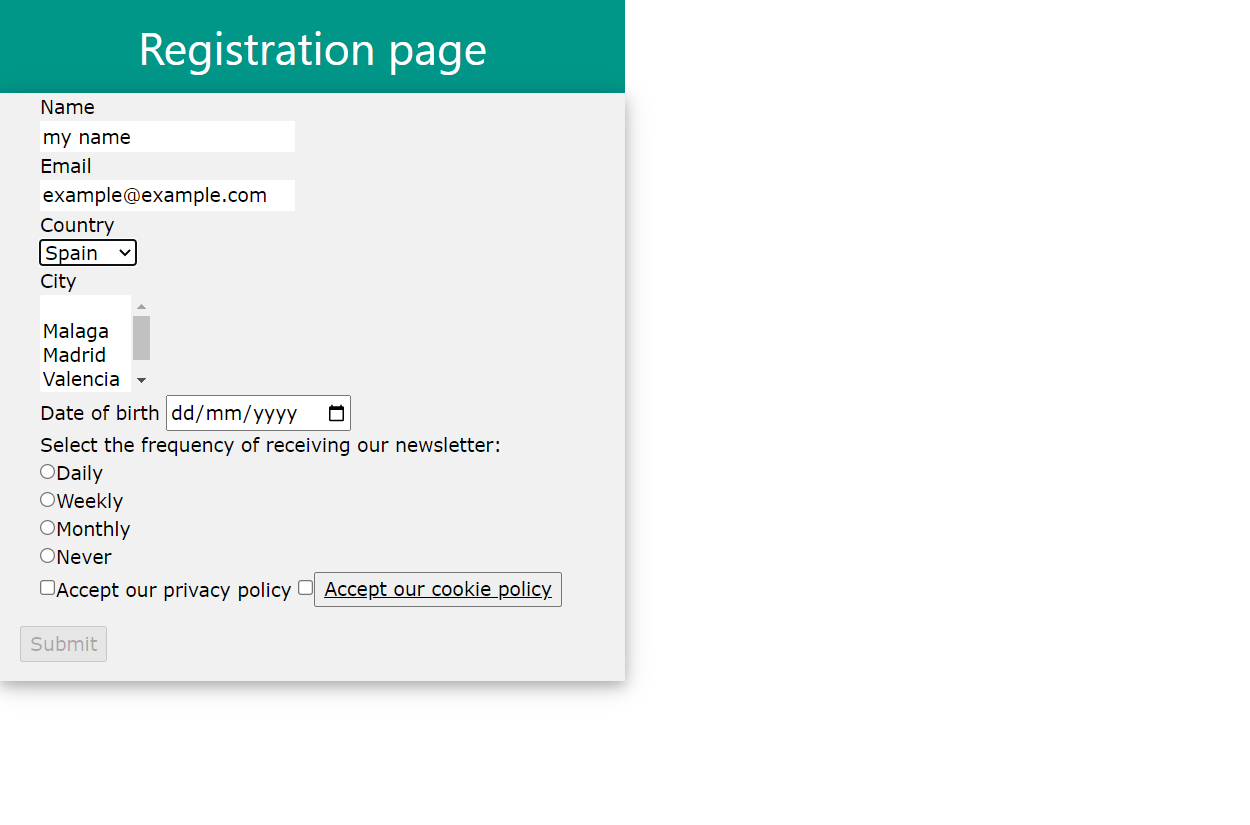 Registration page
Name
my name
Email
example@example.com
Country
Spain
City
Malaga
Madrid
Valencia
Date of birth dd/mm/yyyy
Select the frequency of receiving our newsletter:
Daily
Weekly
Monthly
Never
Accept our privacy policy Accept our cookie policy
Submit